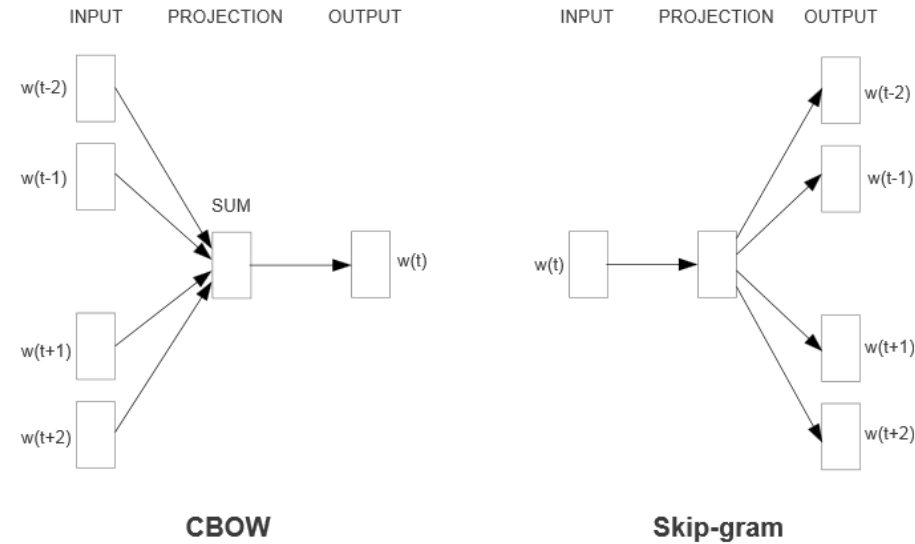 INPUT PROJECTION OUTPUT
w(t-2)
w(t-1)
SUM
w(t)
w(t+1)
w(t+2)
CBOW
INPUT PROJECTION OUTPUT
w(t-2)
w(t-1)
w(t)
w(t+1)
w(t+2)
Skip-gram